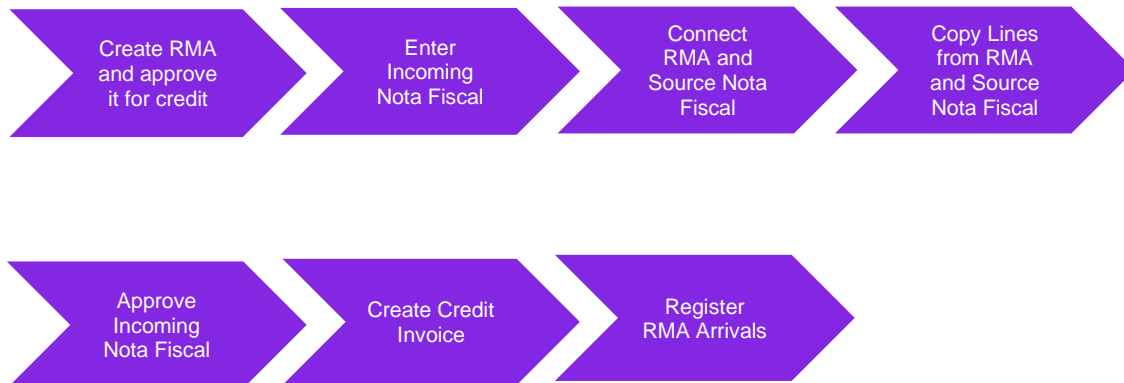 Create RMA
and approve
it for credit
Enter
Incoming
Nota Fiscal
Connect
RMA and
Source Nota
Fiscal
Copy Lines
from RMA
and Source
Nota Fiscal
Approve
Incoming
Nota Fiscal
Create Credit
Invoice
Register
RMA Arrivals